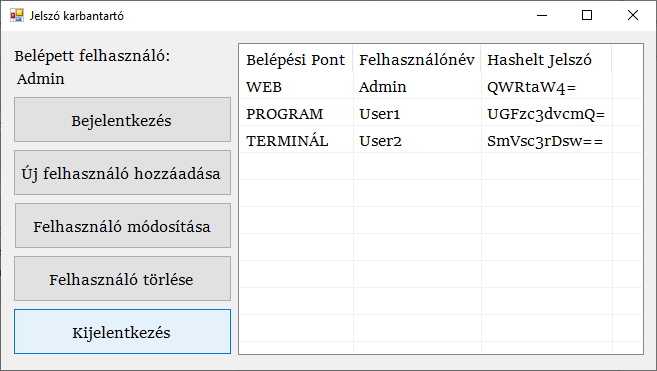 Jelszó karbantartó
Belépett felhasználó:
Admin
Bejelentkezés
Új felhasználó hozzáadása
Felhasználó módosítása
Felhasználó törlése
Kijelentkezés
Belépési Pont Felhasználónév Hashelt Jelszó
WEB Admin QWRtaW4=
PROGRAM User1 UGFzc3dvcmQ=
TERMINÁL User2 SmVsc3rDsw==